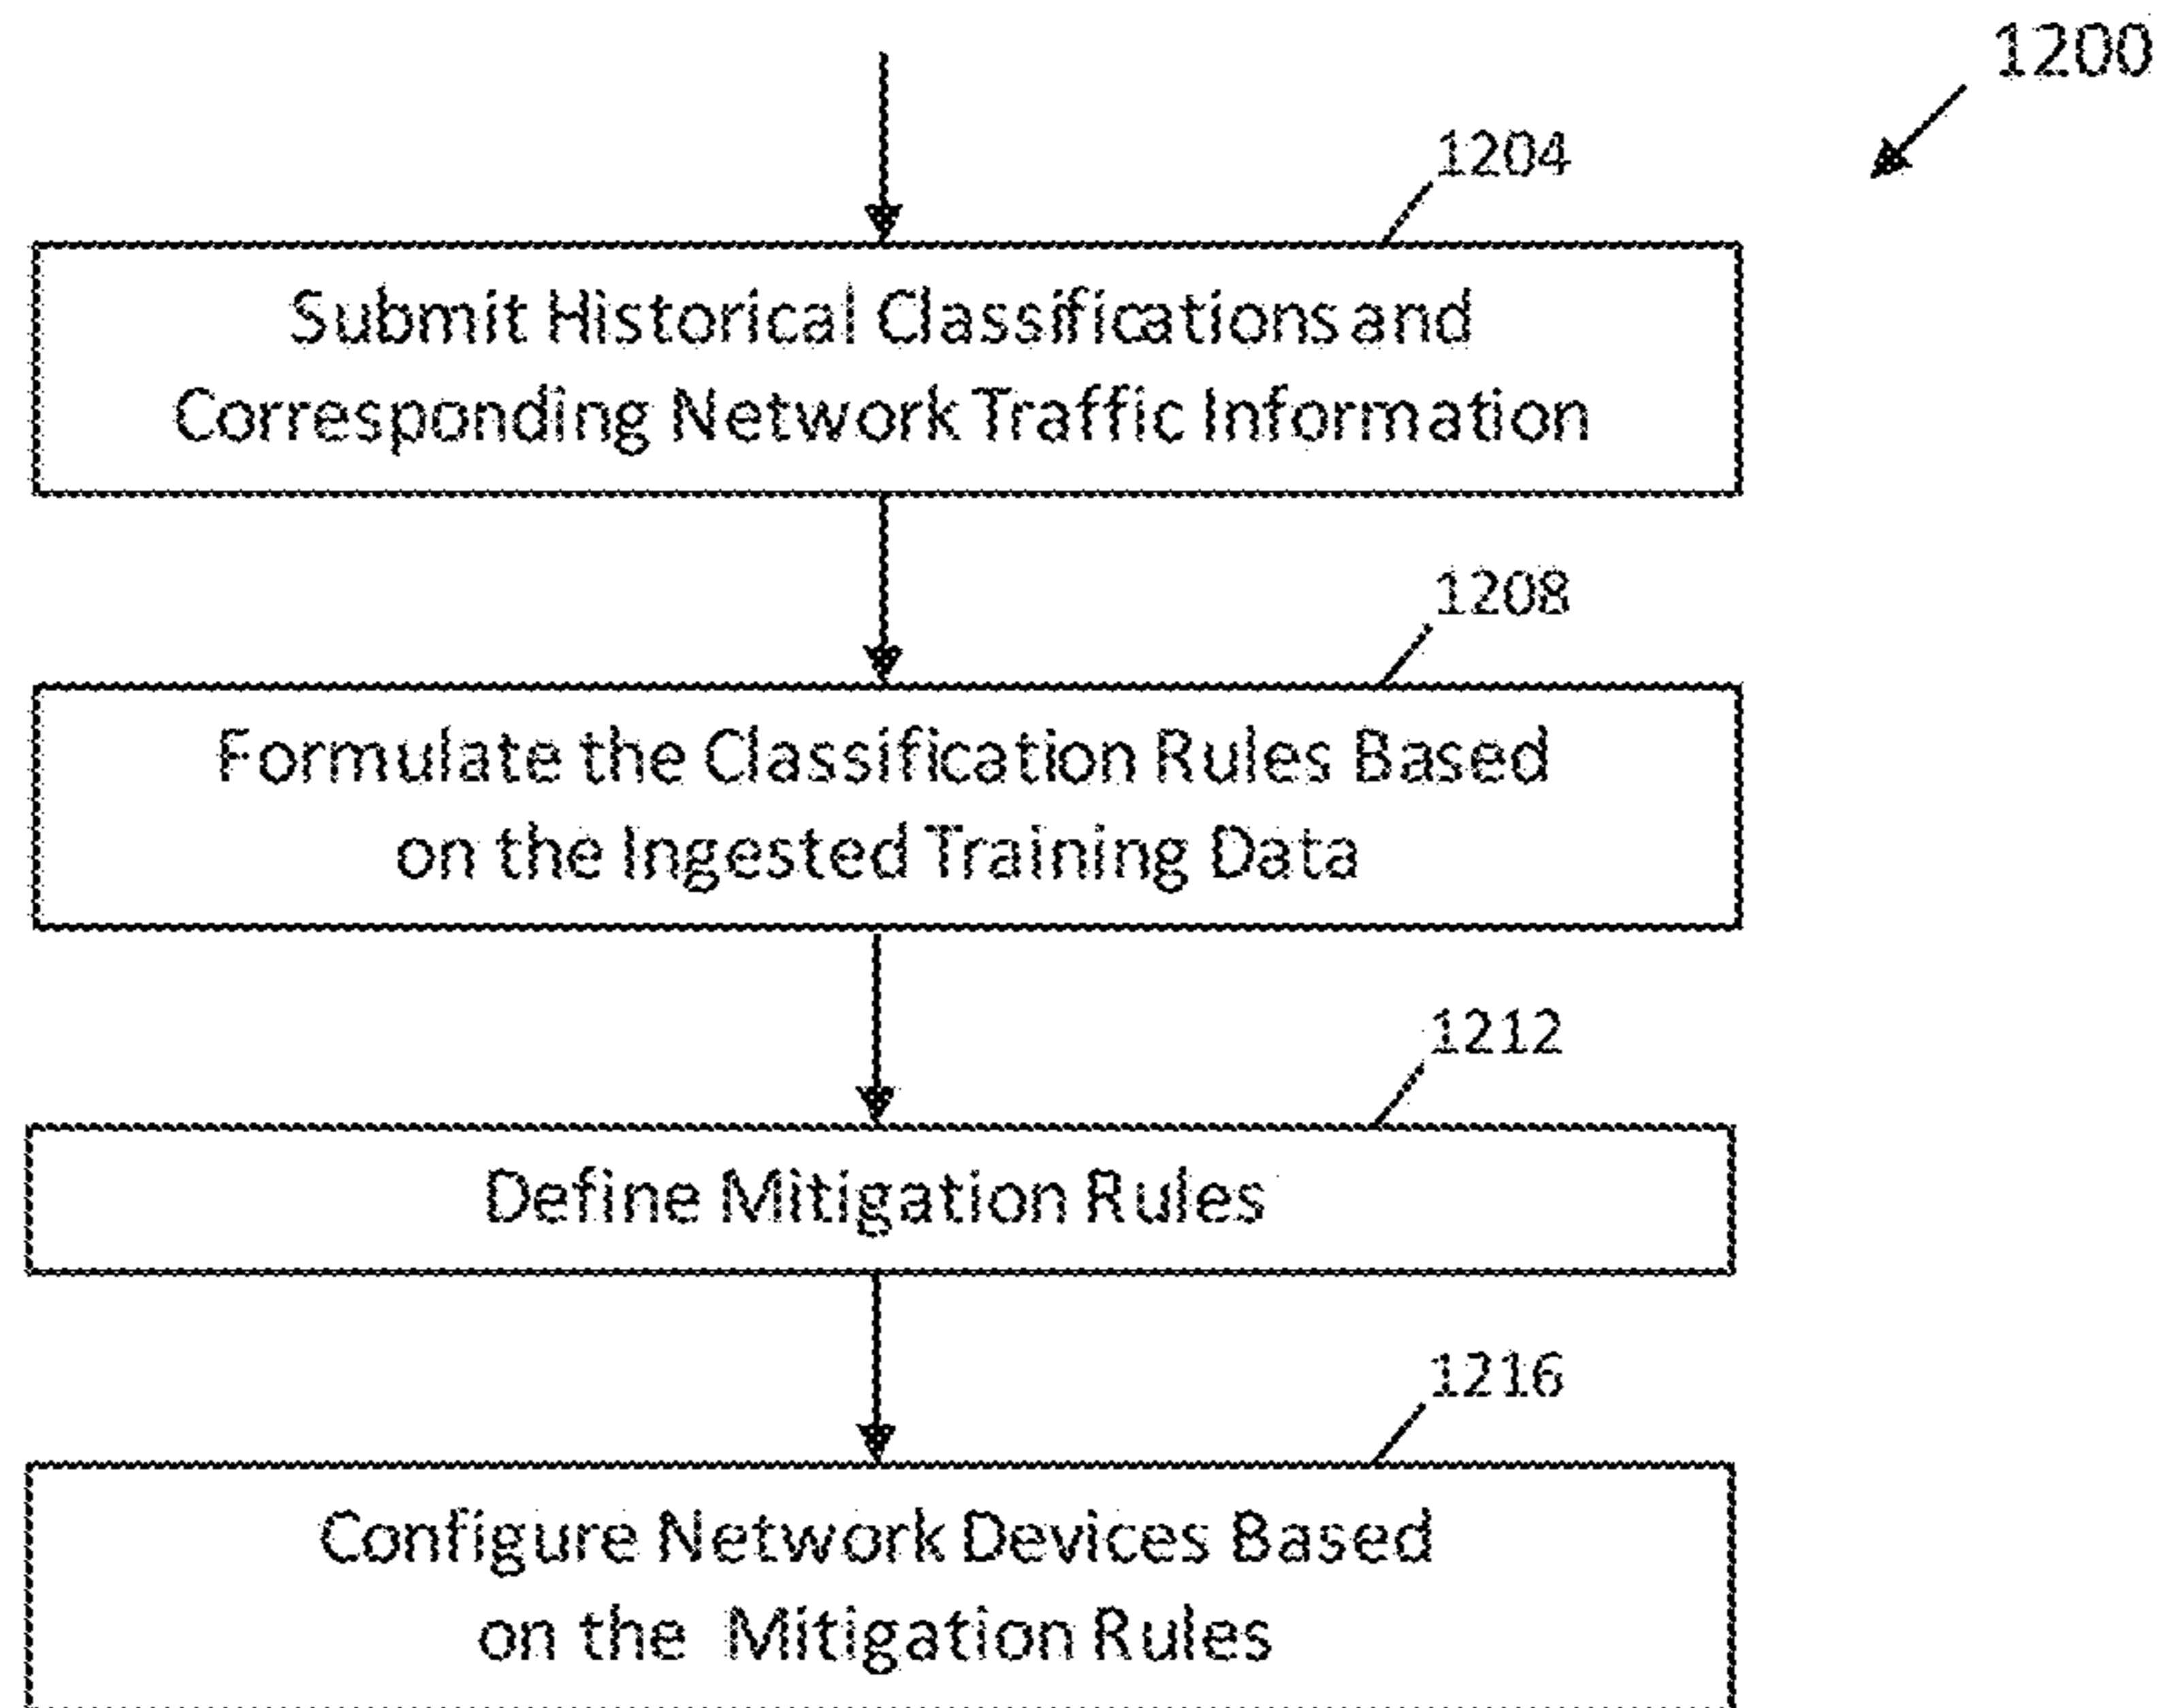 1200
1204
Submit Historical Classifications and
Corresponding Network Traffic Information
1208
Formulate the Classification Rules Based
on the Ingested Training Data
1212
Define Mitigation Rules
1216
Configure Network Devices Based
on the Mitigation Rules